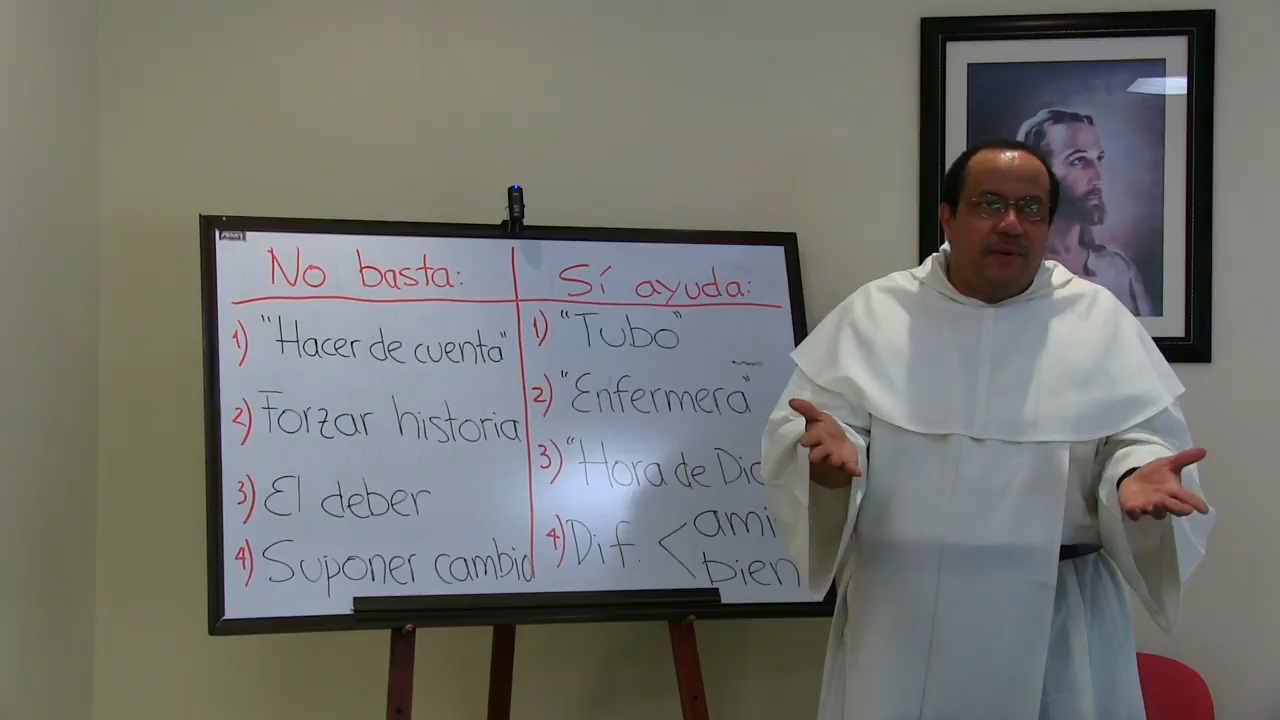 No basta:
1) "Hacer de cuenta"
2) Forzar historia
3) El deber
4) Suponer cambio
Sí ayuda:
1) "Tubo"
2) "Enfermera"
3) "Hora de
4) Dif. <
ami
bien